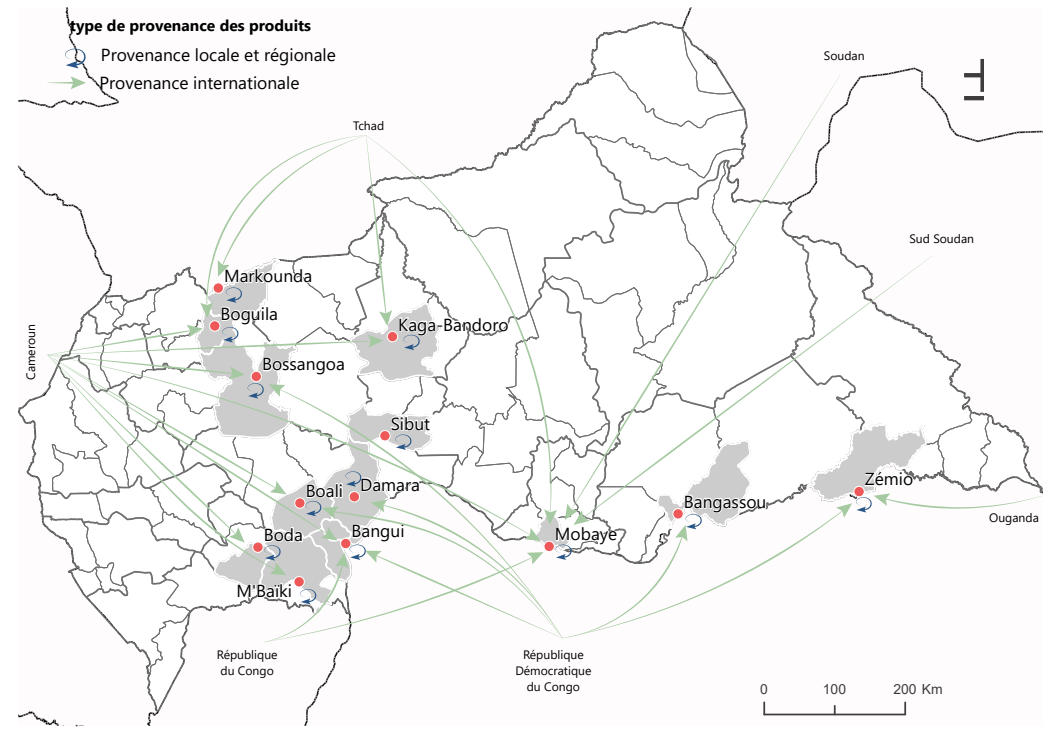 type de provenance des produits
Provenance locale et régionale
Provenance internationale
Soudan
Tchad
Sud Soudan
Cameroun
Markounda
Boguila
Kaga-Bandoro
Bossangoa
Sibut
Boali
Damara
Zémio
Bangassou
Ouganda
Boda
Bangui
Mobaye
M'Baïki
République
du Congo
République
Démocratique
du Congo
0 100 200 Km